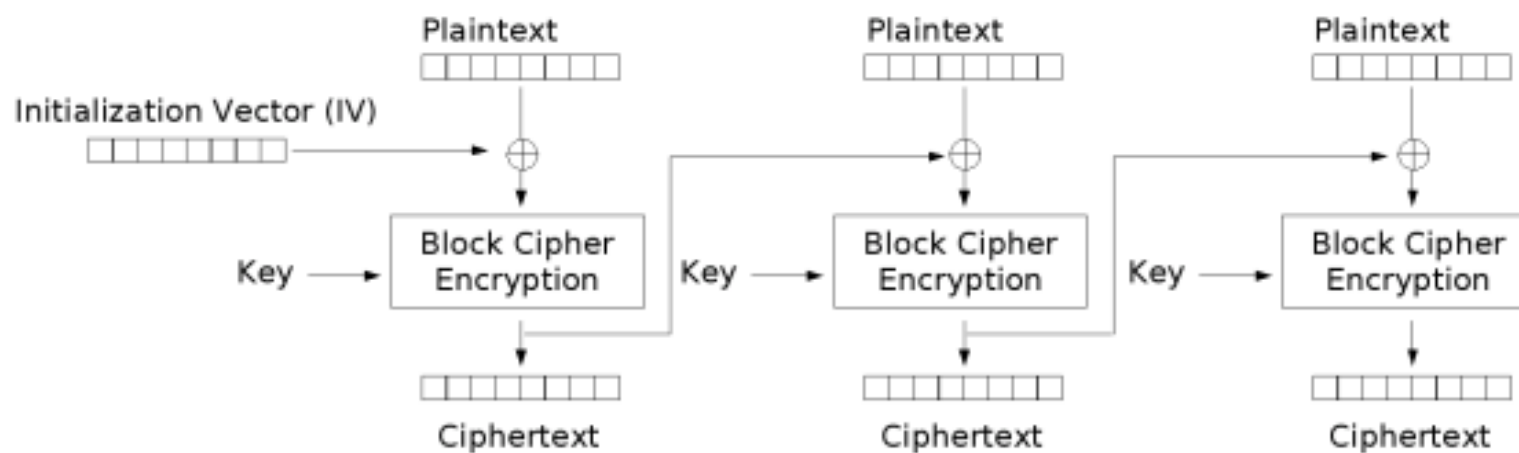 Plaintext
Plaintext
Plaintext
Initialization Vector (IV)
Key
Block Cipher
Encryption
Key
Block Cipher
Encryption
Key
Block Cipher
Encryption
Ciphertext
Ciphertext
Ciphertext